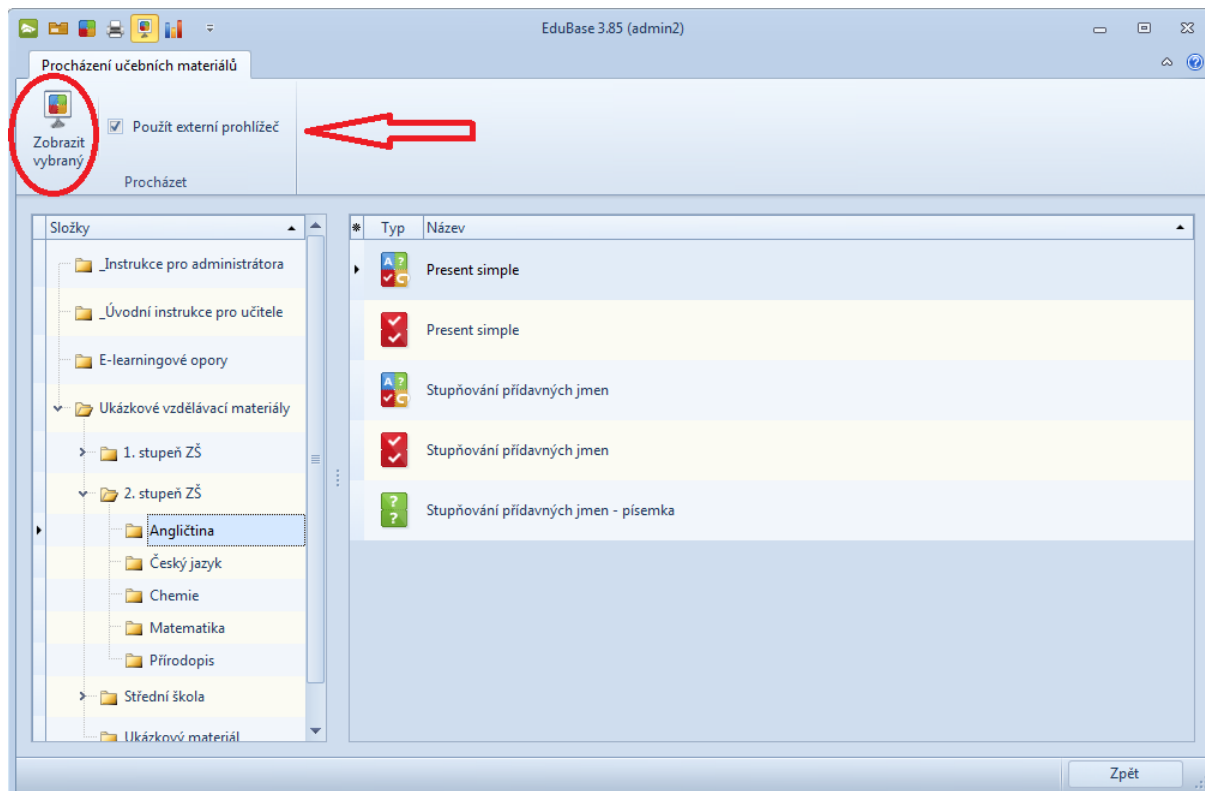 EduBase 3.85 (admin2)
Procházení učebních materiálů
Zobrazit
vybraný
Použít externí prohlížeč
Procházet
Složky
_Instrukce pro administrátora
_Úvodní instrukce pro učitele
E-learningové opory
Ukázkové vzdělávací materiály
1. stupeň ZŠ
2. stupeň ZŠ
Angličtina
Český jazyk
Chemie
Matematika
Přírodopis
Střední škola
Ukázkový materiál
Typ Název
Present simple
Present simple
Stupňování přídavných jmen
Stupňování přídavných jmen
Stupňování přídavných jmen - písemka
Zpět